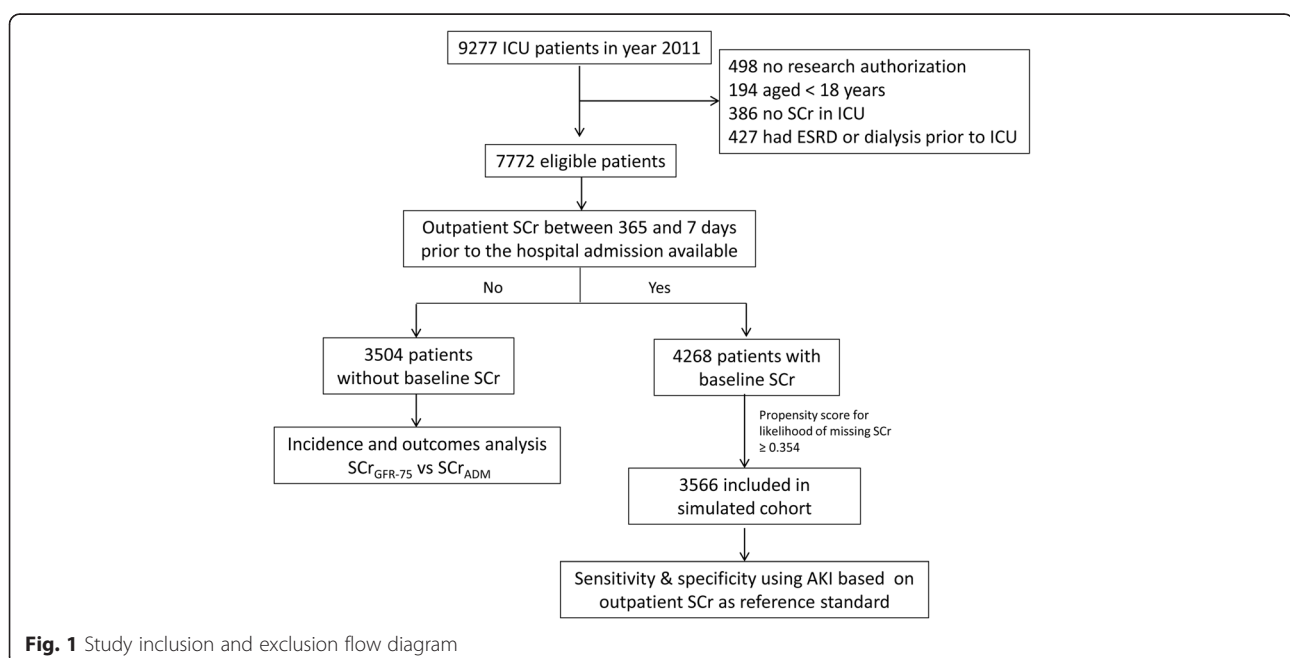 9277 ICU patients in year 2011
498 no research authorization
194 aged < 18 years
386 no SCr in ICU
427 had ESRD or dialysis prior to ICU
7772 eligible patients
Outpatient SCr between 365 and 7 days
prior to the hospital admission available
No
Yes
3504 patients
without baseline SCr
4268 patients with
baseline SCr
Propensity score for
likelihood of missing SCr
≥ 0.354
Incidence and outcomes analysis
SCrGFR-75 vs SCrADM
3566 included in
simulated cohort
Sensitivity & specificity using AKI based on
outpatient SCr as reference standard
Fig. 1 Study inclusion and exclusion flow diagram